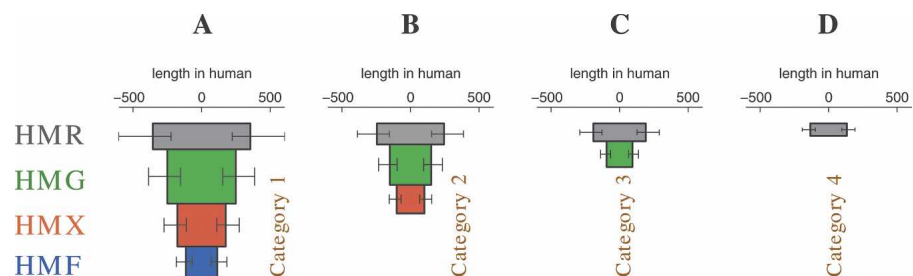 A B C D
length in human length in human length in human length in human
−500 0 500 −500 0 500 −500 0 500 −500 0 500
HMR
HMG
HMX
HMF
Category 1
Category 2
Category 3
Category 4